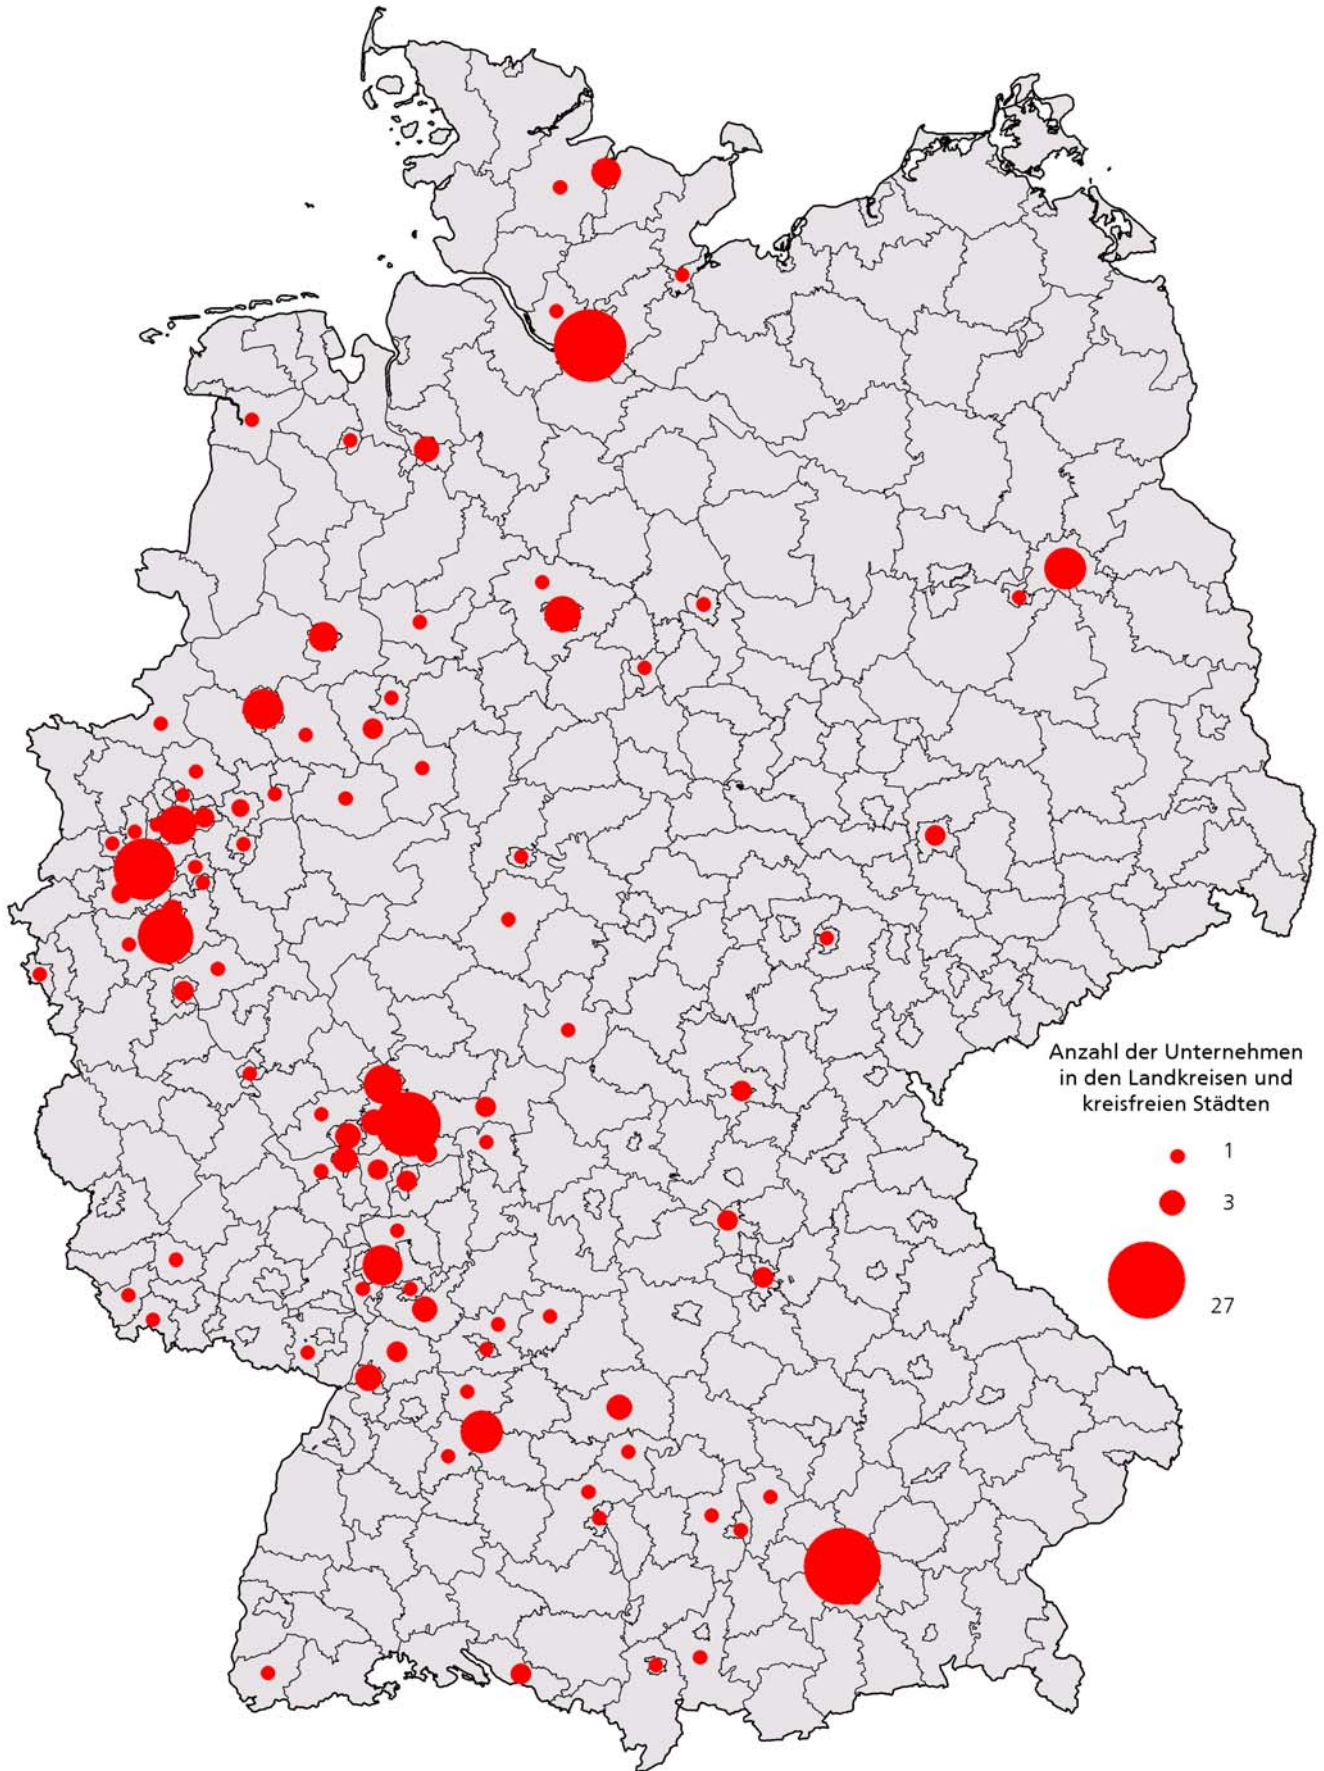 Anzahl der Unternehmen
in den Landkreisen und
kreisfreien Städten
1
3
27